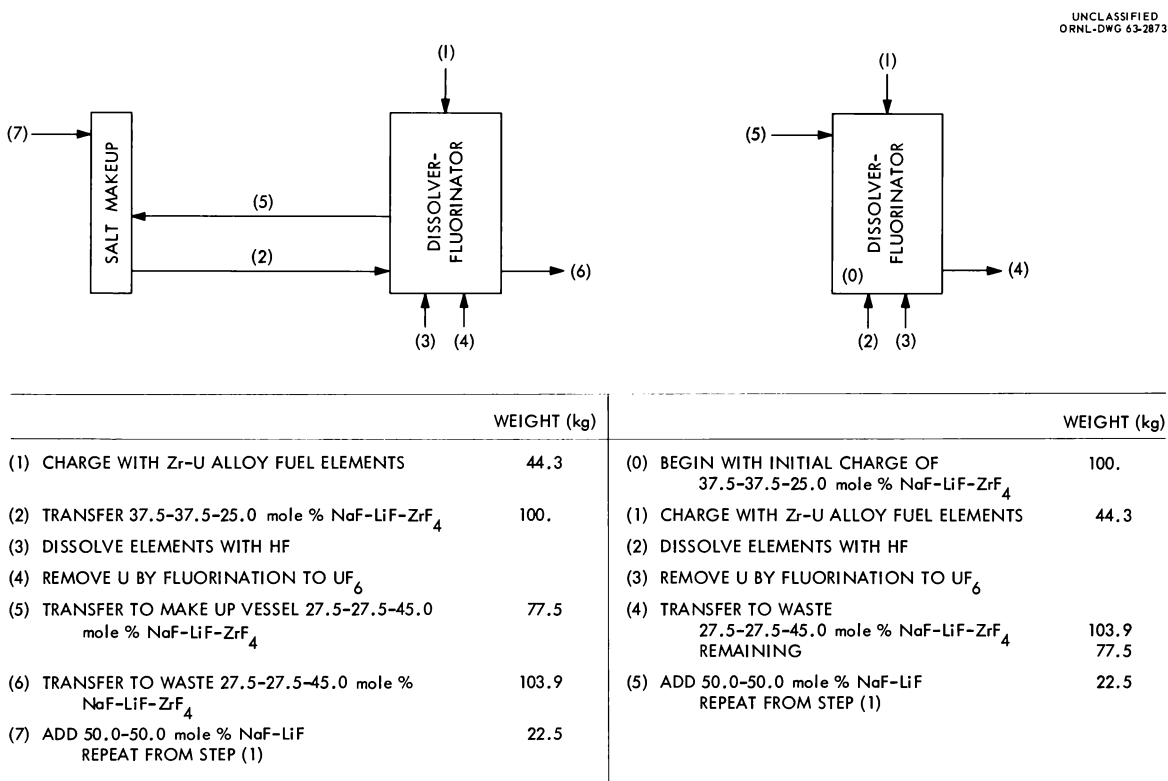 UNCLASSIFIED
ORNL-DWG 63-2873
(1)
(7)
SALT MAKEUP
(5)
(2)
DISSOLVER-
FLUORINATOR
(6)
(3) (4)
(1)
(5)
DISSOLVER-
FLUORINATOR
(0)
(4)
(2) (3)
WEIGHT (kg)
(1) CHARGE WITH Zr-U ALLOY FUEL ELEMENTS 44.3
(2) TRANSFER 37.5-37.5-25.0 mole % NaF-LiF-ZrF4 100.
(3) DISSOLVE ELEMENTS WITH HF
(4) REMOVE U BY FLUORINATION TO UF6
(5) TRANSFER TO MAKE UP VESSEL 27.5-27.5-45.0 77.5
mole % NaF-LiF-ZrF4
(6) TRANSFER TO WASTE 27.5-27.5-45.0 mole % 103.9
NaF-LiF-ZrF4
(7) ADD 50.0-50.0 mole % NaF-LiF 22.5
REPEAT FROM STEP (1)
WEIGHT (kg)
(0) BEGIN WITH INITIAL CHARGE OF 100.
37.5-37.5-25.0 mole % NaF-LiF-ZrF4
(1) CHARGE WITH Zr-U ALLOY FUEL ELEMENTS 44.3
(2) DISSOLVE ELEMENTS WITH HF
(3) REMOVE U BY FLUORINATION TO UF6
(4) TRANSFER TO WASTE
27.5-27.5-45.0 mole % NaF-LiF-ZrF4 103.9
REMAINING 77.5
(5) ADD 50.0-50.0 mole % NaF-LiF 22.5
REPEAT FROM STEP (1)